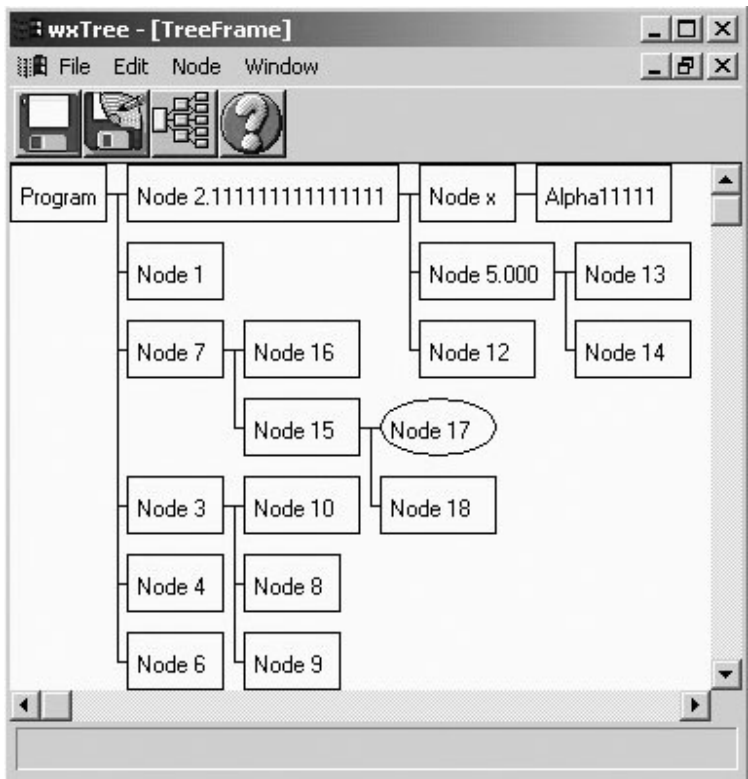 wxTree - [TreeFrame]
File Edit Node Window
Program Node 2.111111111111111 Node x Alpha11111
Node 1 Node 5.000 Node 13
Node 7 Node 16 Node 12 Node 14
Node 15 Node 17
Node 3 Node 10 Node 18
Node 4 Node 8
Node 6 Node 9